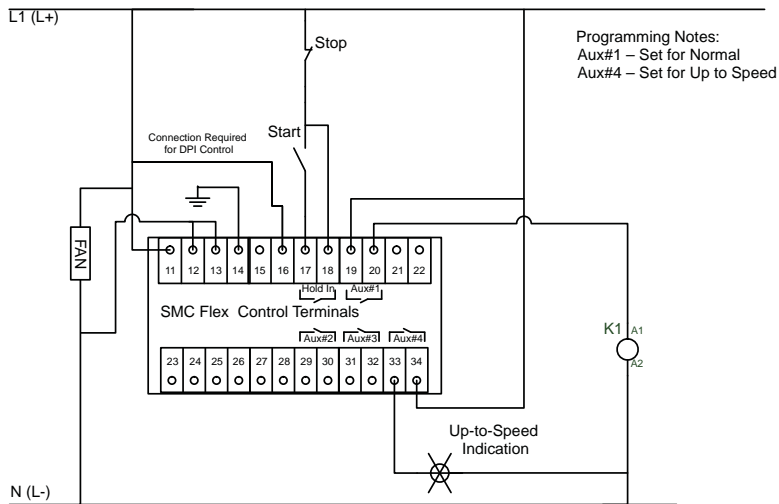 L1 (L+)
Stop
Programming Notes:
Aux#1 – Set for Normal
Aux#4 – Set for Up to Speed
Connection Required
for DPI Control
Start
FAN
11 12 13 14 15 16 17 18 19 20 21 22
Hold In Aux#1
SMC Flex Control Terminals
Aux#2 Aux#3 Aux#4
23 24 25 26 27 28 29 30 31 32 33 34
K1 A1
A2
Up-to-Speed
Indication
N (L-)